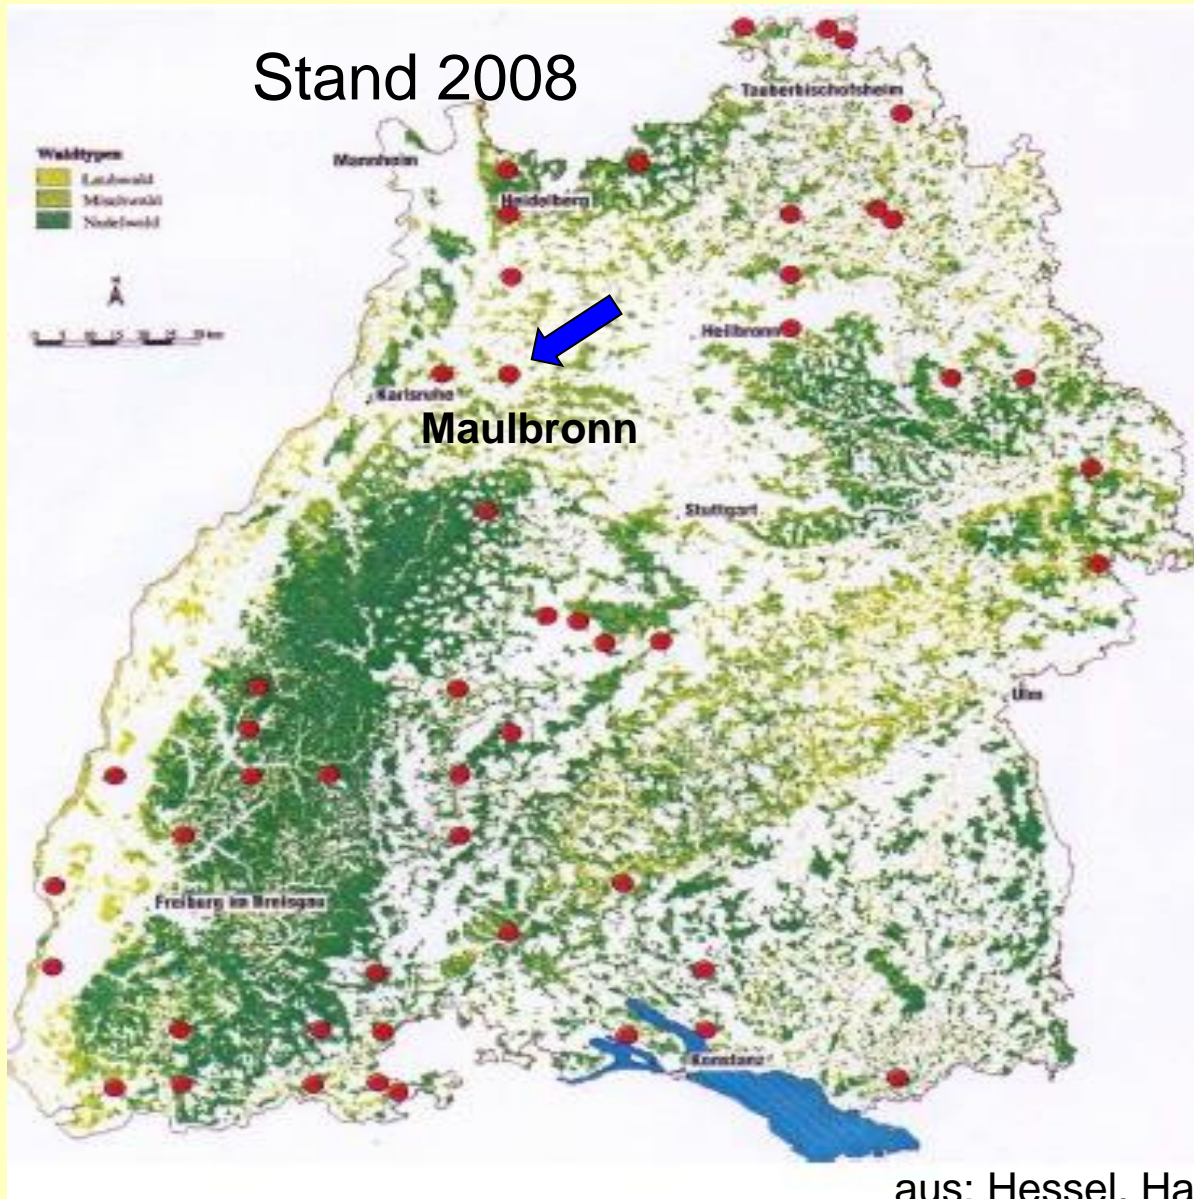 Stand 2008
Tauberbischofsheim
Mannheim
Waldtypen
Laubwald
Mischwald
Nadelwald
Heidelberg
Heilbronn
Karlsruhe
Maulbronn
Stuttgart
Ulm
Freiburg im Breisgau
Konstanz
aus: Hessel, Ha